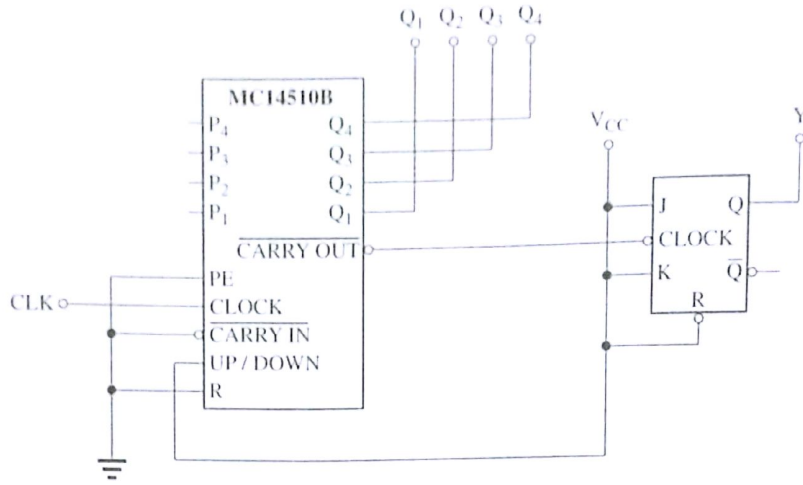 Q₁ Q₂ Q₃ Q₄
MC14510B
P₄ Q₄
P₃ Q₃
P₂ Q₂
P₁ Q₁
CARRY OUT
PE
CLOCK
CARRY IN
UP / DOWN
R
CLK
V_CC
Y
J Q
CLOCK
K Q̅
R